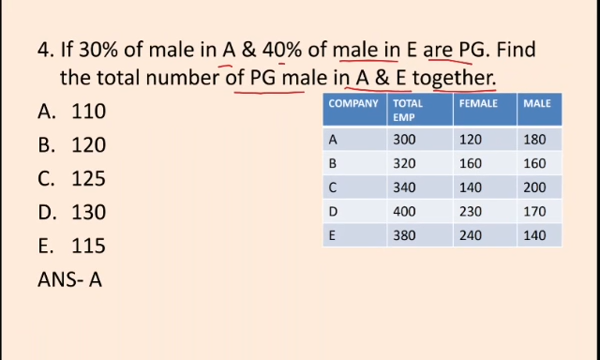 4. If 30% of male in A & 40% of male in E are PG. Find
the total number of PG male in A & E together.
A. 110
B. 120
C. 125
D. 130
E. 115
ANS- A
COMPANY TOTAL EMP FEMALE MALE
A 300 120 180
B 320 160 160
C 340 140 200
D 400 230 170
E 380 240 140